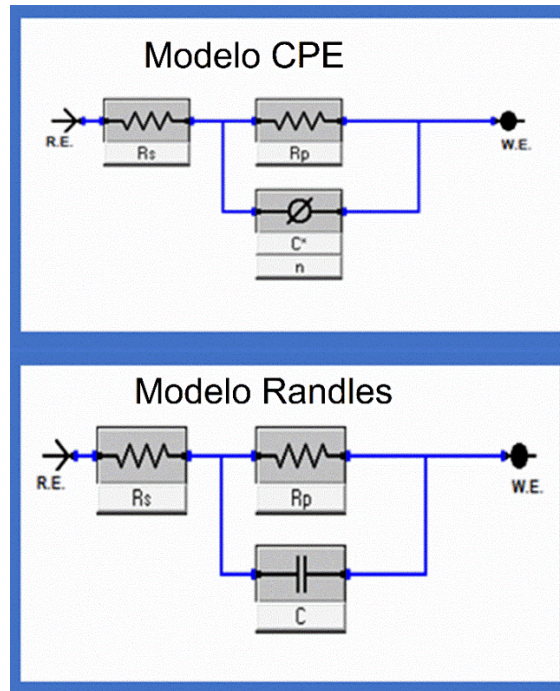 Modelo CPE
R.E.
Rs
Rp
W.E.
C*
n
Modelo Randles
R.E.
Rs
Rp
W.E.
C